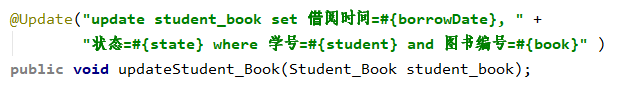 @Update("update student_book set 借阅时间=#{borrowDate}, " +
"状态=#{state} where 学号=#{student} and 图书编号=#{book}" )
public void updateStudent_Book(Student_Book student_book);